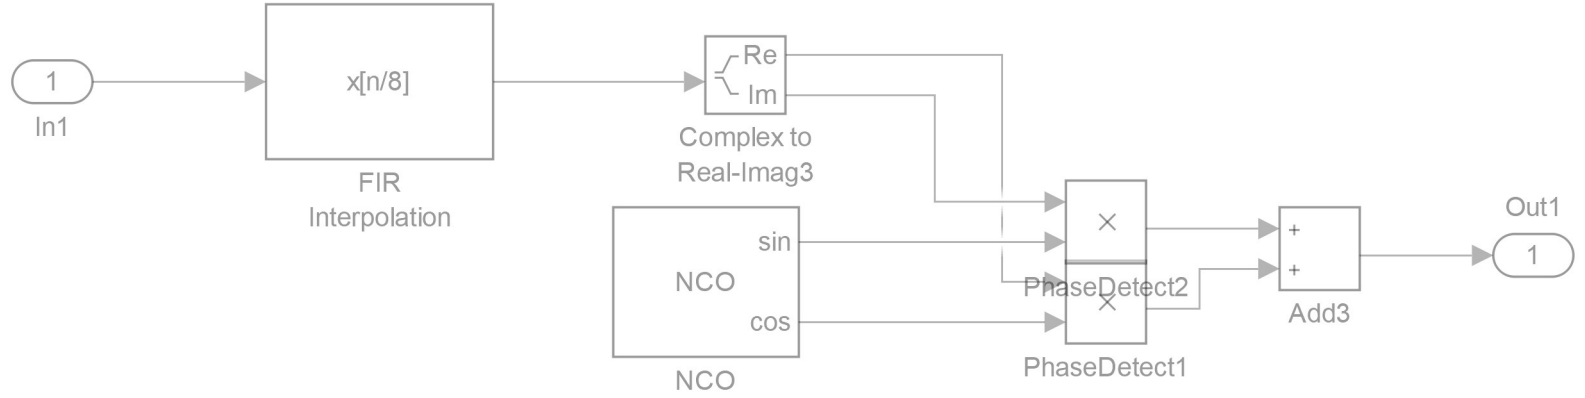 1
In1
x[n/8]
FIR
Interpolation
Re
Im
Complex to
Real-Imag3
sin
NCO
cos
NCO
×
PhaseDetect2
×
PhaseDetect1
+
+
Add3
Out1
1